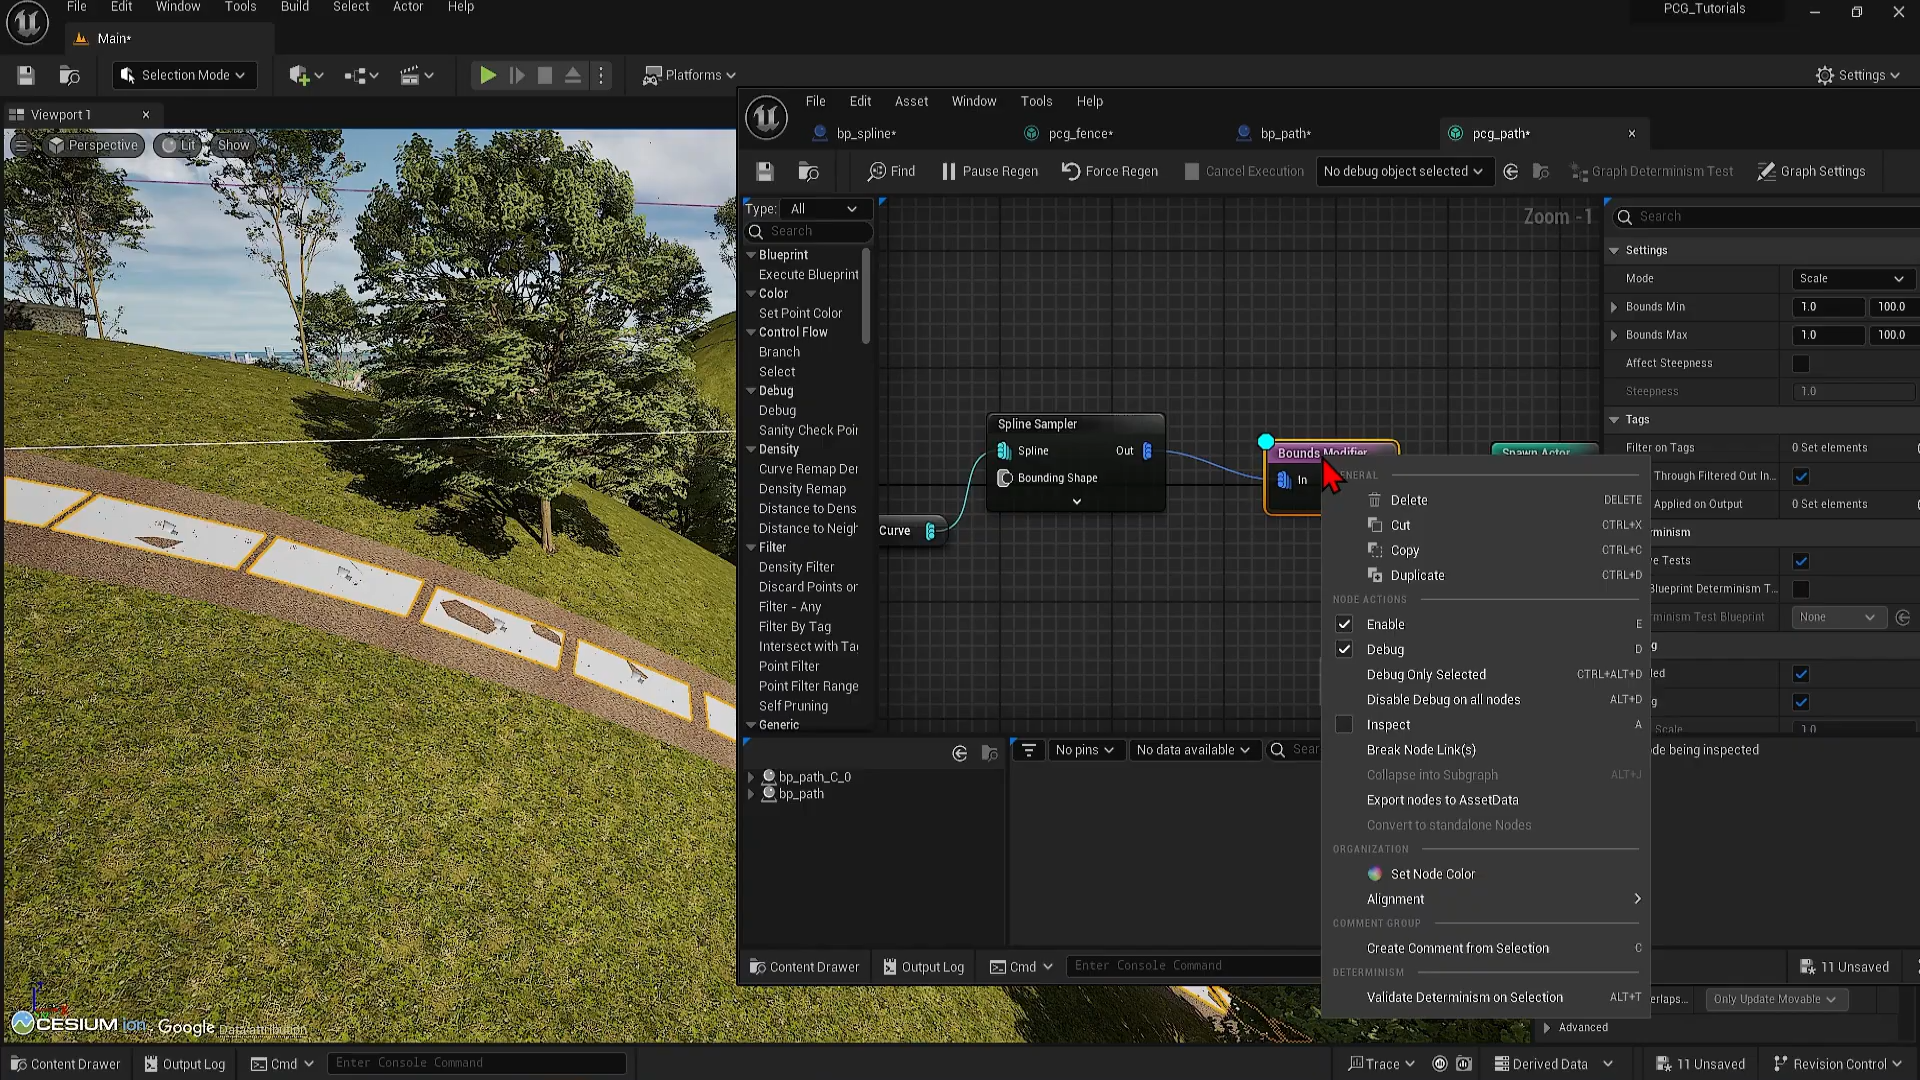 File Edit Window Tools Build Select Actor Help
PCG_Tutorials
Main*
Selection Mode
Platforms
Settings
Viewport 1
Perspective
Lit
Show
File Edit Asset Window Tools Help
bp_spline*
pcg_fence*
bp_path*
pcg_path*
Find
Pause Regen
Force Regen
Cancel Execution
No debug object selected
Graph Determinism Test
Graph Settings
Type: All
Search
Blueprint
Execute Blueprint
Color
Set Point Color
Control Flow
Branch
Select
Debug
Debug
Sanity Check Poin
Density
Curve Remap Den
Density Remap
Distance to Dens
Distance to Neigh
Filter
Density Filter
Discard Points or
Filter - Any
Filter By Tag
Intersect with Ta
Point Filter
Point Filter Range
Self Pruning
Generic
Zoom -1
Spline Sampler
Spline
Out
Bounding Shape
Curve
Bounds Modifier
In
Spawn Actor
Search
Settings
Mode
Scale
Bounds Min
1.0
100.0
Bounds Max
1.0
100.0
Affect Steepness
Steepness
1.0
Tags
Filter on Tags
0 Set elements
Through Filtered Out In...
Applied on Output
0 Set elements
minism
e Tests
Blueprint Determinism T...
minism Test Blueprint
None
g
led
g
Scale
1.0
ENERAL
Delete DELETE
Cut CTRL+X
Copy CTRL+C
Duplicate CTRL+D
NODE ACTIONS
Enable E
Debug D
Debug Only Selected CTRL+ALT+D
Disable Debug on all nodes ALT+D
Inspect A
Break Node Link(s)
Collapse into Subgraph ALT+J
Export nodes to AssetData
Convert to standalone Nodes
ORGANIZATION
Set Node Color
Alignment
COMMENT GROUP
Create Comment from Selection C
DETERMINISM
Validate Determinism on Selection ALT+T
No pins
No data available
Sear
de being inspected
bp_path_C_0
bp_path
Content Drawer
Output Log
Cmd
Enter Console Command
11 Unsaved
erlaps...
Only Update Movable
Advanced
CESIUM ion Google Data attribution
Content Drawer
Output Log
Cmd
Enter Console Command
Trace
Derived Data
11 Unsaved
Revision Control